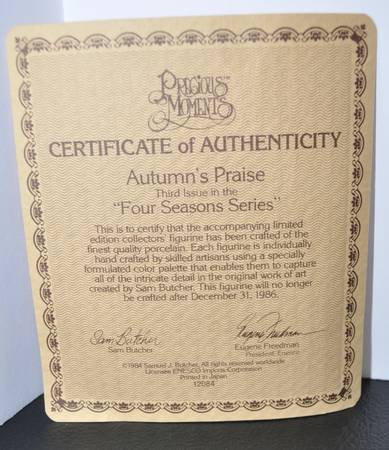 Precious Moments™
CERTIFICATE of AUTHENTICITY
Autumn's Praise
Third Issue in the
"Four Seasons Series"
This is to certify that the accompanying limited
edition collectors' figurine has been crafted of the
finest quality porcelain. Each figurine is individually
hand crafted by skilled artisans using a specially
formulated color palette that enables them to capture
all of the intricate detail in the original work of art
created by Sam Butcher. This figurine will no longer
be crafted after December 31, 1986.
Sam Butcher
Sam Butcher
Eugene Freedman
Eugene Freedman
President, Enesco
©1984 Samuel J. Butcher, All rights reserved worldwide
Licensee ENESCO Imports Corporation
Printed in Japan
12084